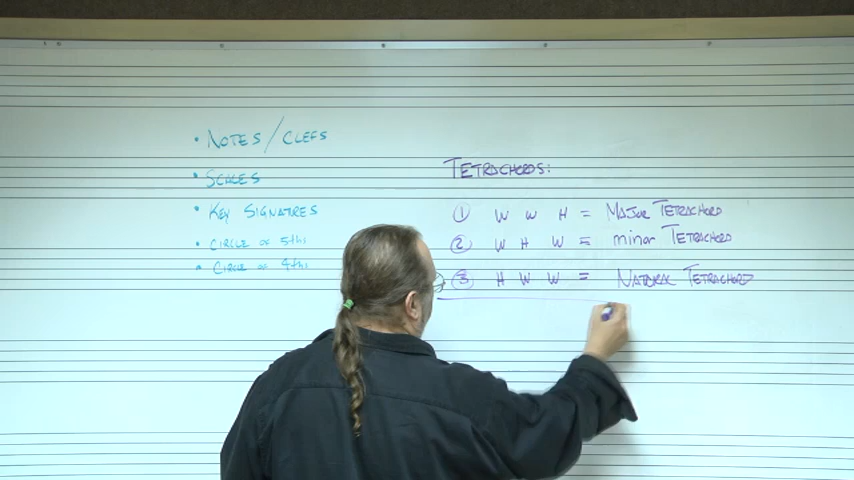 • NOTES/CLEFS
• SCALES
• KEY SIGNATURES
• CIRCLE OF 5ths
• CIRCLE OF 4ths
TETRACHORDS:
① W W H = MAJOR TETRACHORD
② W H W = minor TETRACHORD
③ H W W = NATURAL TETRACHORD